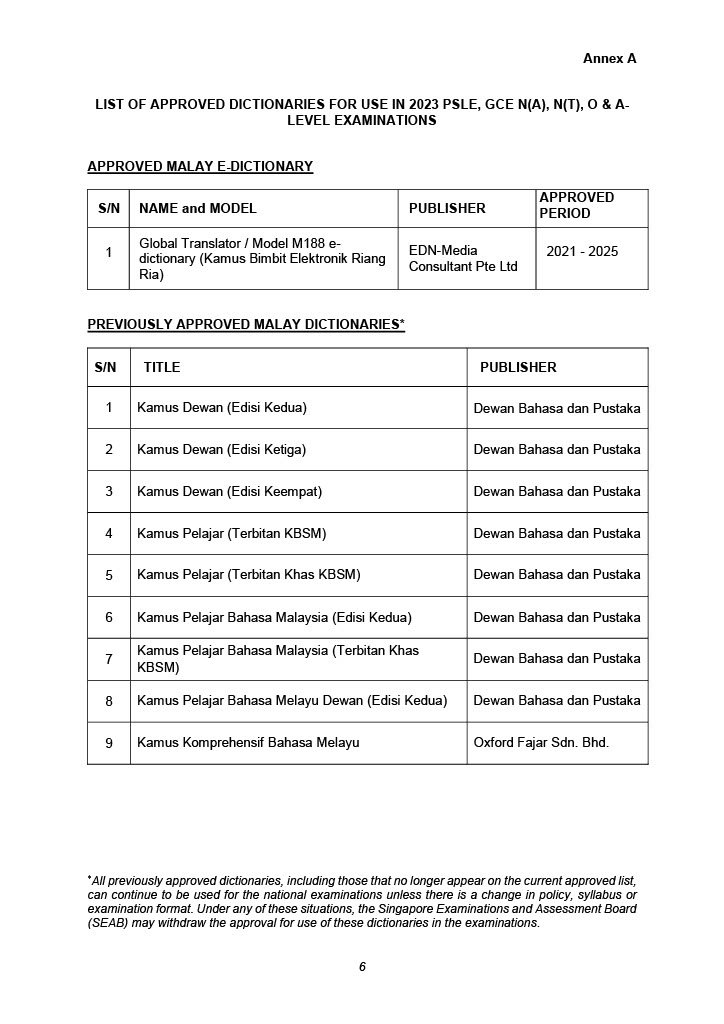 Annex A
LIST OF APPROVED DICTIONARIES FOR USE IN 2023 PSLE, GCE N(A), N(T), O & A-
LEVEL EXAMINATIONS
APPROVED MALAY E-DICTIONARY
S/N NAME and MODEL PUBLISHER APPROVED PERIOD
1 Global Translator / Model M188 e-
dictionary (Kamus Bimbit Elektronik Riang
Ria)
EDN-Media
Consultant Pte Ltd
2021 - 2025
PREVIOUSLY APPROVED MALAY DICTIONARIES*
S/N TITLE PUBLISHER
1 Kamus Dewan (Edisi Kedua) Dewan Bahasa dan Pustaka
2 Kamus Dewan (Edisi Ketiga) Dewan Bahasa dan Pustaka
3 Kamus Dewan (Edisi Keempat) Dewan Bahasa dan Pustaka
4 Kamus Pelajar (Terbitan KBSM) Dewan Bahasa dan Pustaka
5 Kamus Pelajar (Terbitan Khas KBSM) Dewan Bahasa dan Pustaka
6 Kamus Pelajar Bahasa Malaysia (Edisi Kedua) Dewan Bahasa dan Pustaka
7 Kamus Pelajar Bahasa Malaysia (Terbitan Khas
KBSM) Dewan Bahasa dan Pustaka
8 Kamus Pelajar Bahasa Melayu Dewan (Edisi Kedua) Dewan Bahasa dan Pustaka
9 Kamus Komprehensif Bahasa Melayu Oxford Fajar Sdn. Bhd.
*All previously approved dictionaries, including those that no longer appear on the current approved list,
can continue to be used for the national examinations unless there is a change in policy, syllabus or
examination format. Under any of these situations, the Singapore Examinations and Assessment Board
(SEAB) may withdraw the approval for use of these dictionaries in the examinations.
6